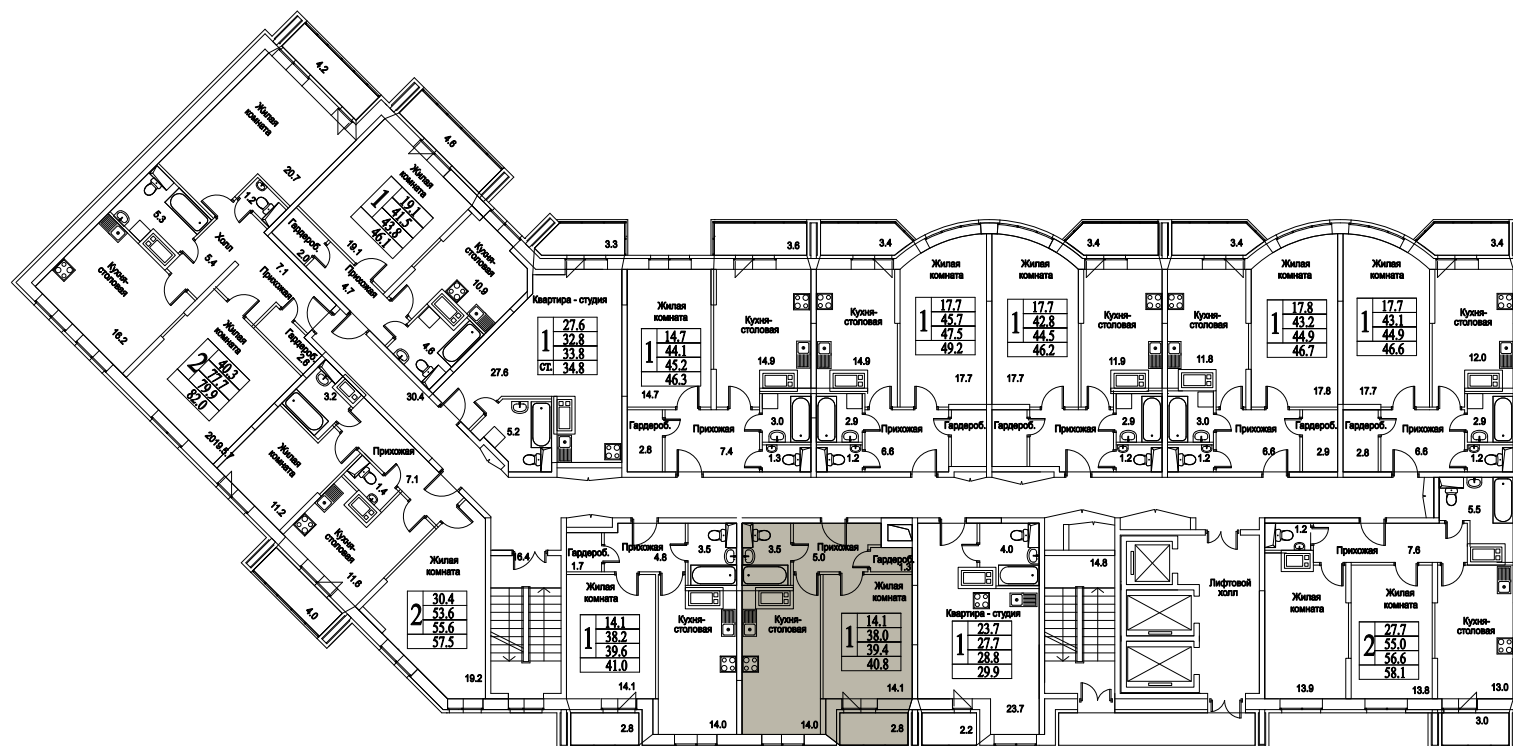 4.2
Жилая
комната
20.7
5.3
1.2
Холл
5.4
Кухня-
столовая
16.2
7.1
Прихожая
Гардероб.
2.0
4.6
Жилая
комната
1
19.1
41.5
43.8
46.1
19.1
Прихожая
4.7
Кухня-
столовая
10.9
4.6
Жилая
комната
Гардероб.
2.6
2
40.3
77.7
79.9
82.0
3.2
Жилая
комната
11.2
Прихожая
7.1
1.4
Кухня-
столовая
11.6
4.0
Жилая
комната
2
30.4
53.6
55.6
57.5
19.2
30.4
3.3
Квартира - студия
1
ст.
27.6
32.8
33.8
34.8
27.6
5.2
3.6
Жилая
комната
1
14.7
44.1
45.2
46.3
14.7
Кухня-
столовая
14.9
Гардероб.
2.8
Прихожая
7.4
3.0
1.3
3.4
Кухня-
столовая
14.9
Жилая
комната
1
17.7
45.7
47.5
49.2
17.7
2.9
1.2
Прихожая
6.6
Гардероб.
3.4
Жилая
комната
1
17.7
42.8
44.5
46.2
17.7
Кухня-
столовая
11.9
Гардероб.
Прихожая
2.9
1.2
3.4
Кухня-
столовая
11.8
Жилая
комната
1
17.8
43.2
44.9
46.7
17.8
3.0
1.2
Прихожая
6.6
Гардероб.
2.9
3.4
Жилая
комната
1
17.7
43.1
44.9
46.6
17.7
Кухня-
столовая
12.0
Гардероб.
2.8
Прихожая
6.6
2.9
1.2
16.4
Гардероб.
1.7
Прихожая
4.8
3.5
Жилая
комната
1
14.1
38.2
39.6
41.0
14.1
Кухня-
столовая
14.0
2.8
3.5
Прихожая
5.0
Гардероб.
1.3
Кухня-
столовая
14.0
Жилая
комната
1
14.1
38.0
39.4
40.8
14.1
2.8
4.0
Квартира - студия
1
23.7
27.7
28.8
29.9
23.7
2.2
14.8
Лифтовой
холл
1.2
Прихожая
7.6
5.5
Жилая
комната
13.9
Жилая
комната
2
27.7
55.0
56.6
58.1
13.8
Кухня-
столовая
13.0
3.0